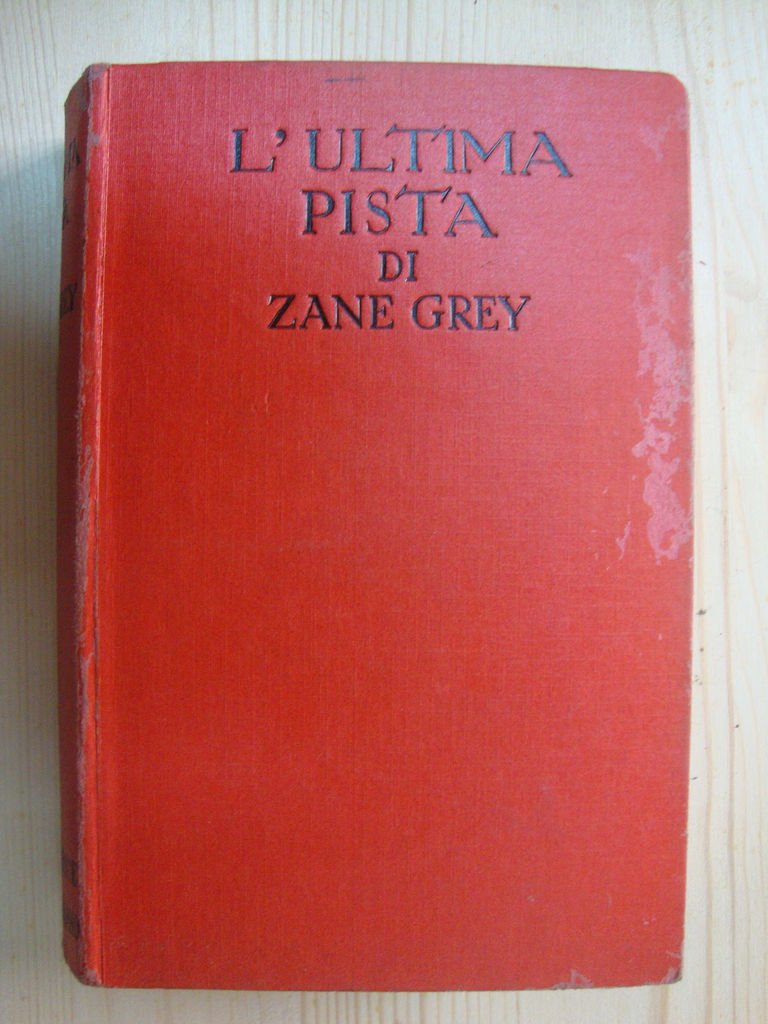 L'ULTIMA
PISTA
DI
ZANE GREY